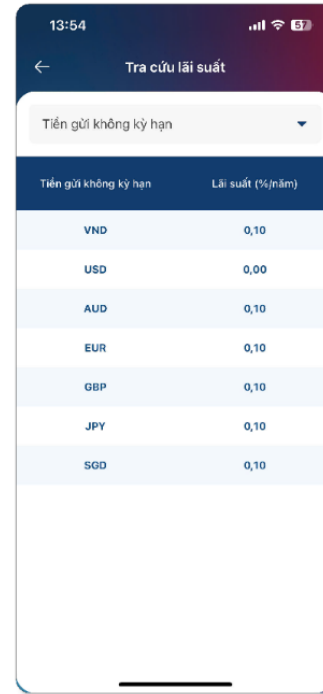 13:54 57
Tra cứu lãi suất
Tiền gửi không kỳ hạn
Tiền gửi không kỳ hạn Lãi suất (%/năm)
VND 0,10
USD 0,00
AUD 0,10
EUR 0,10
GBP 0,10
JPY 0,10
SGD 0,10